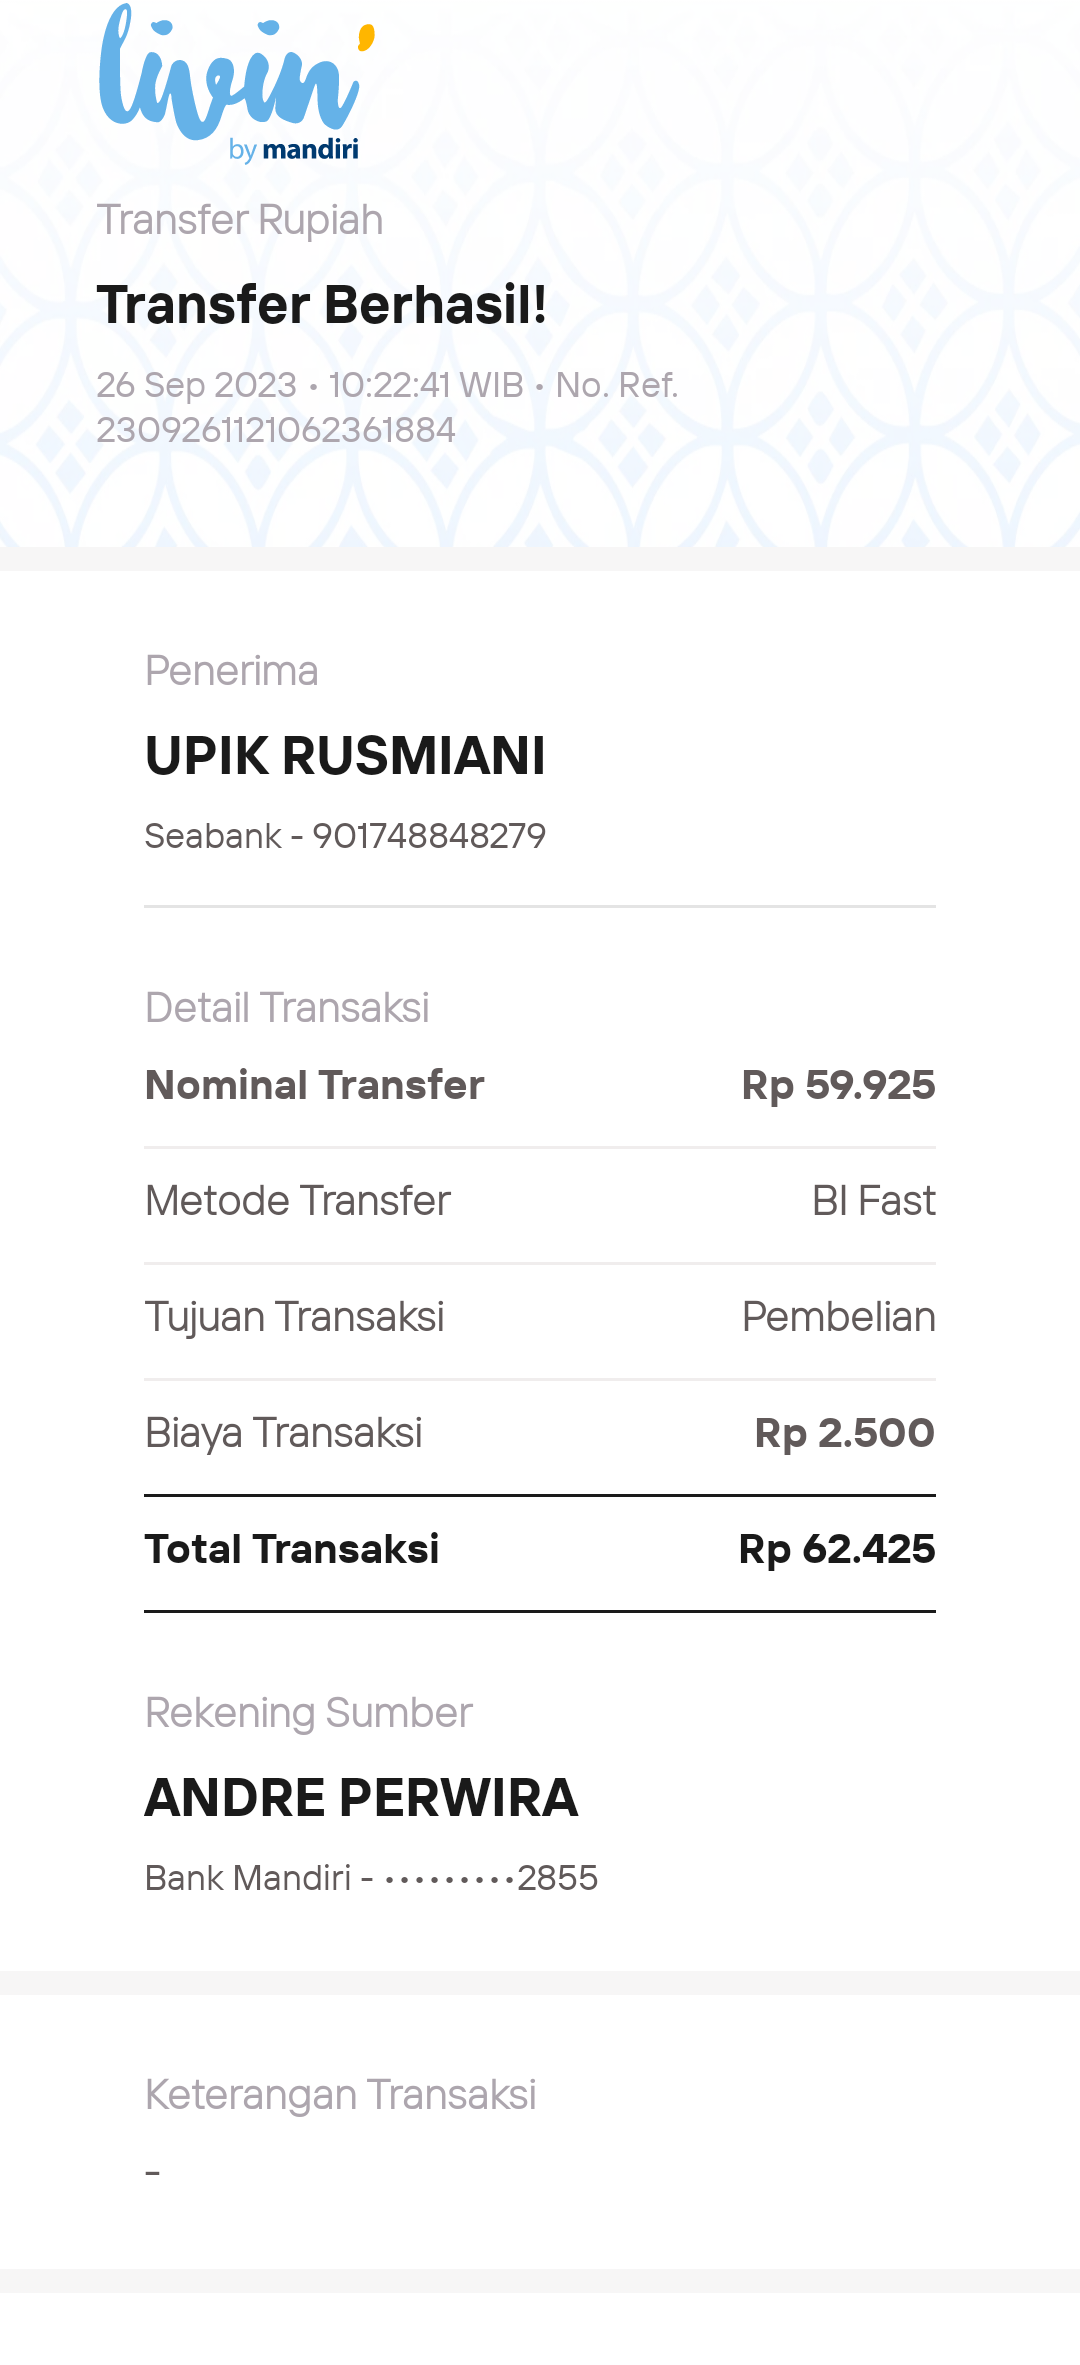 livin'
by mandiri
Transfer Rupiah
Transfer Berhasil!
26 Sep 2023 • 10:22:41 WIB • No. Ref.
2309261121062361884
Penerima
UPIK RUSMIANI
Seabank - 901748848279
Detail Transaksi
Nominal Transfer Rp 59.925
Metode Transfer BI Fast
Tujuan Transaksi Pembelian
Biaya Transaksi Rp 2.500
Total Transaksi Rp 62.425
Rekening Sumber
ANDRE PERWIRA
Bank Mandiri - •••••••••2855
Keterangan Transaksi
-